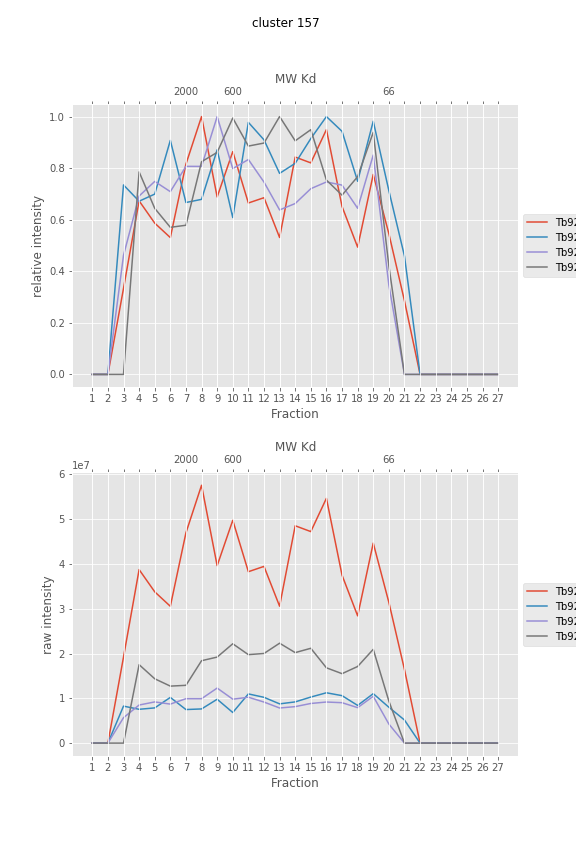 cluster 157
MW Kd
2000 600 66
1.0
0.8
0.6
0.4
0.2
0.0
relative intensity
Tb92
Tb92
Tb92
Tb92
1 2 3 4 5 6 7 8 9 10 11 12 13 14 15 16 17 18 19 20 21 22 23 24 25 26 27
Fraction
MW Kd
1e7 2000 600 66
6
5
4
3
2
1
0
raw intensity
Tb92
Tb92
Tb92
Tb92
1 2 3 4 5 6 7 8 9 10 11 12 13 14 15 16 17 18 19 20 21 22 23 24 25 26 27
Fraction